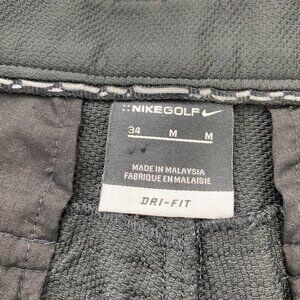 NIKEGOLF
34 M M
MADE IN MALAYSIA
FABRIQUE EN MALAISIE
DRI-FIT